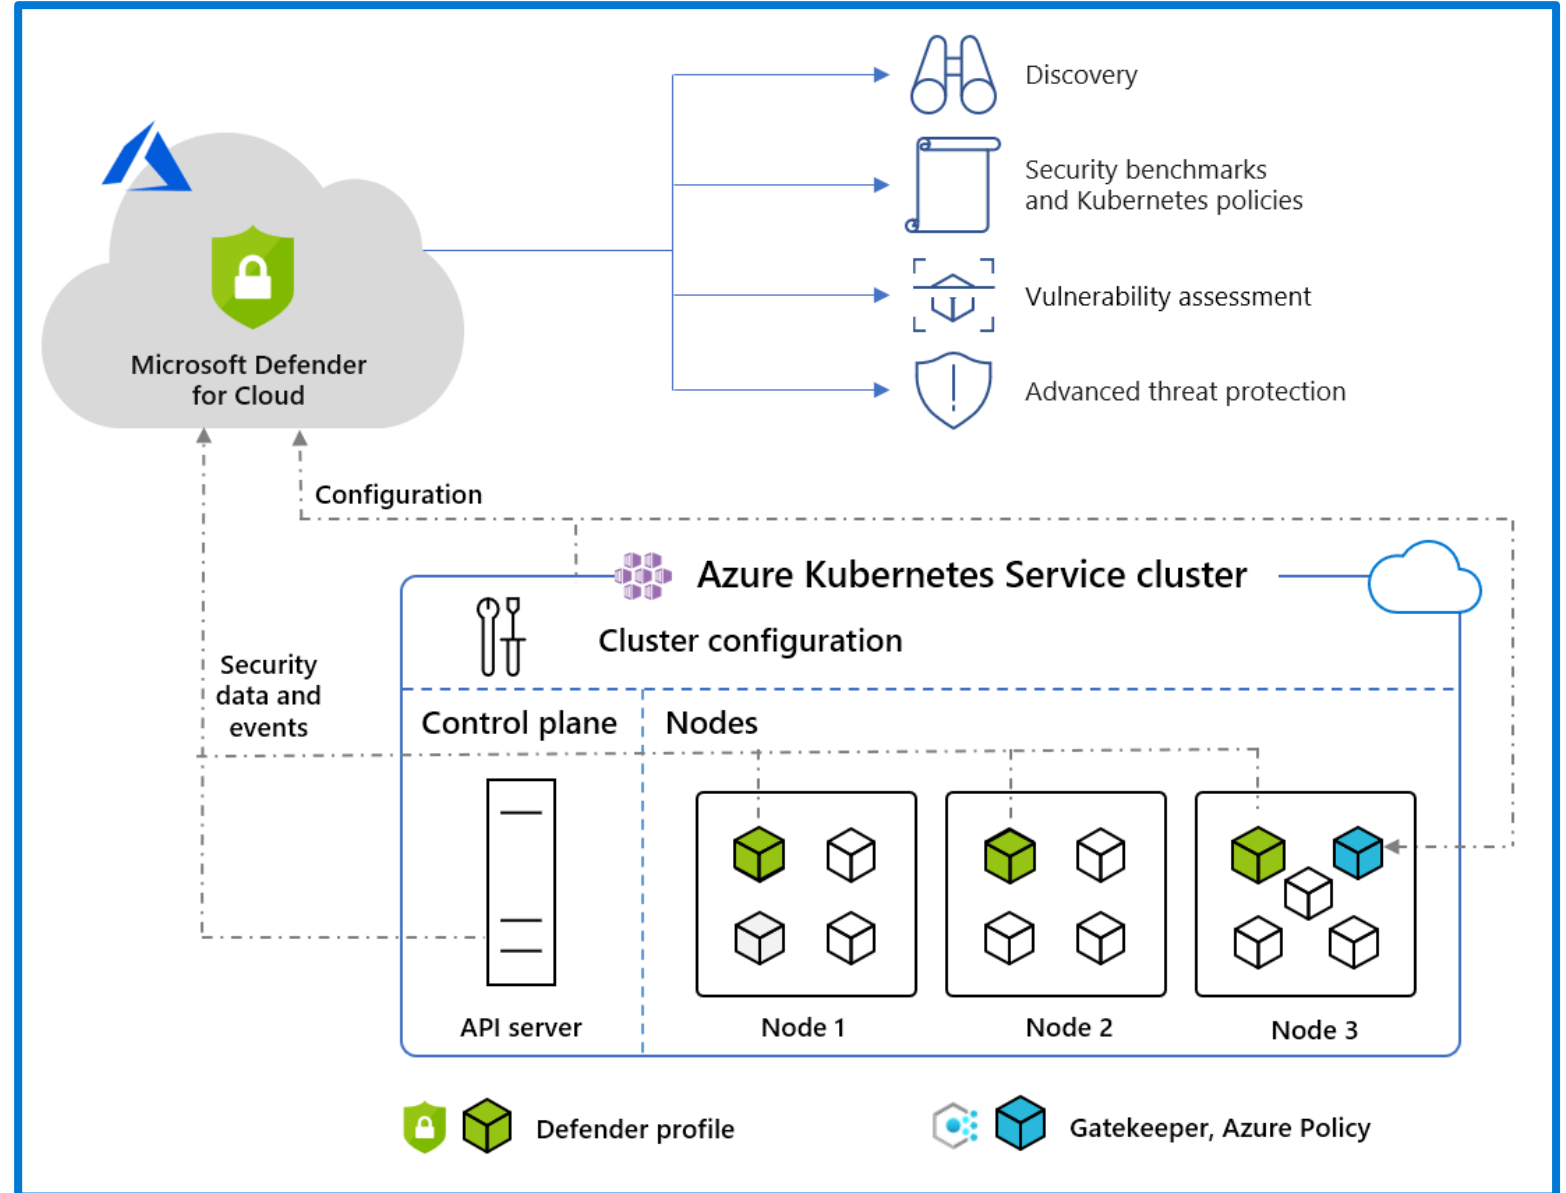 Discovery
Security benchmarks
and Kubernetes policies
Vulnerability assessment
Advanced threat protection
Microsoft Defender
for Cloud
Configuration
Azure Kubernetes Service cluster
Cluster configuration
Security
data and
events
Control plane
Nodes
API server
Node 1
Node 2
Node 3
Defender profile
Gatekeeper, Azure Policy